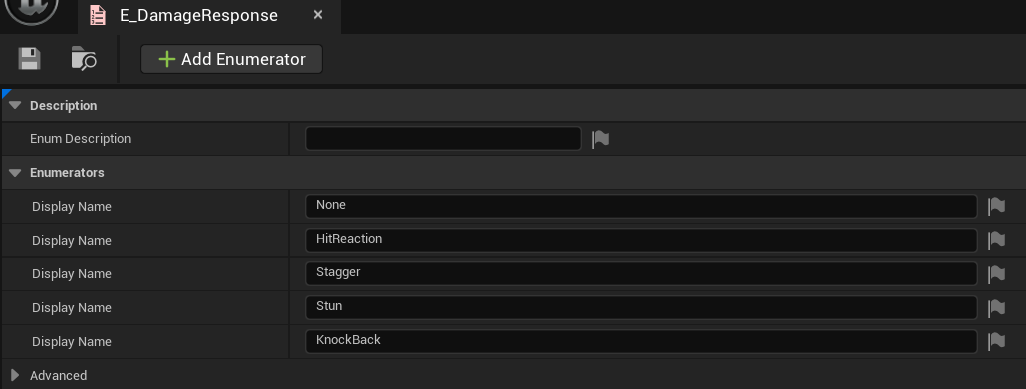 E_DamageResponse
Add Enumerator
Description
Enum Description
Enumerators
Display Name None
Display Name HitReaction
Display Name Stagger
Display Name Stun
Display Name KnockBack
Advanced